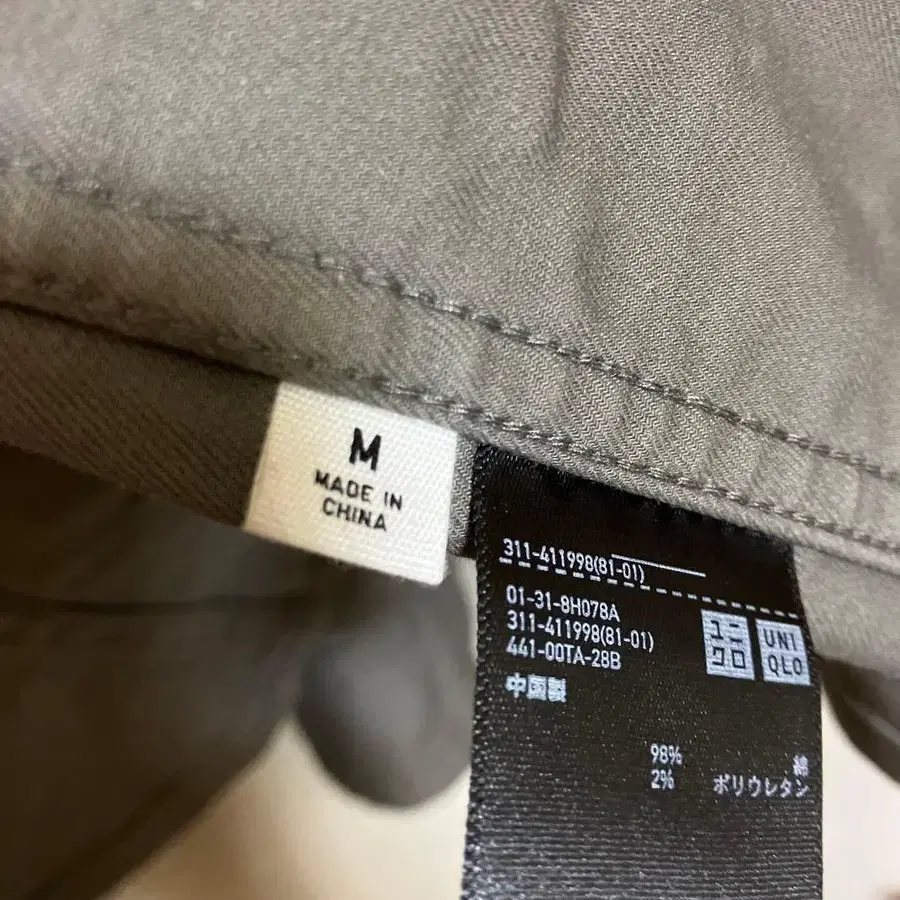 M
MADE IN
CHINA
311-411998(81-01)
01-31-8H078A
311-411998(81-01)
441-00TA-28B
中国製
ユニ
クロ
UNI
QLO
98% 綿
2% ポリウレタン